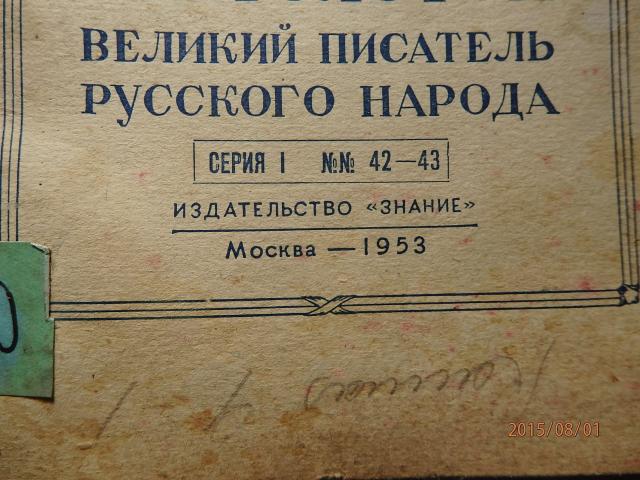 ВЕЛИКИЙ ПИСАТЕЛЬ
РУССКОГО НАРОДА
СЕРИЯ I №№ 42—43
ИЗДАТЕЛЬСТВО «ЗНАНИЕ»
Москва — 1953
2015/08/01